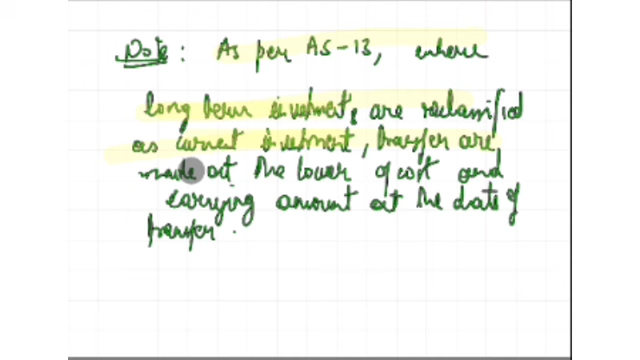 Note : As per AS-13, where
long term investments are reclassified
as current investment, transfer are
made at the lower of cost and
carrying amount at the date of
transfer.